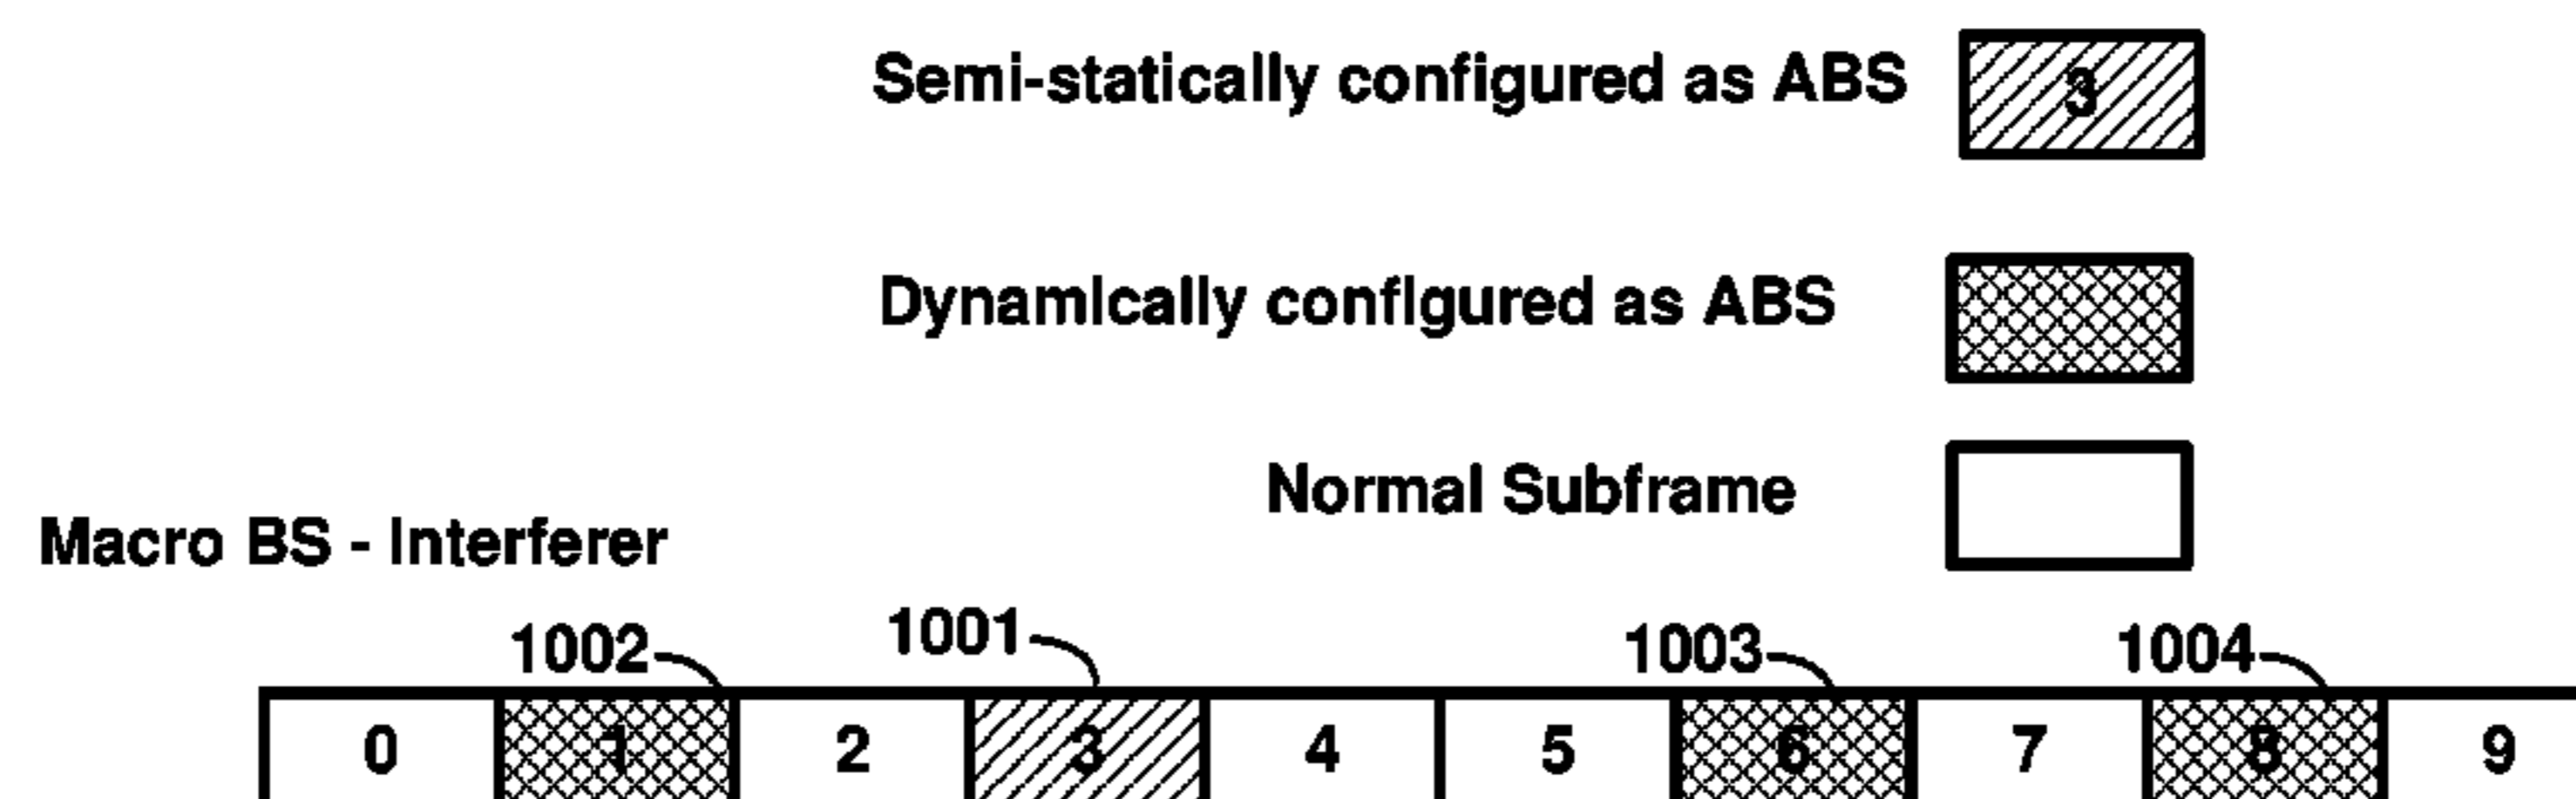 Semi-statically configured as ABS 3
Dynamically configured as ABS
Normal Subframe
Macro BS - Interferer
1002 1001 1003 1004
0 1 2 3 4 5 6 7 8 9